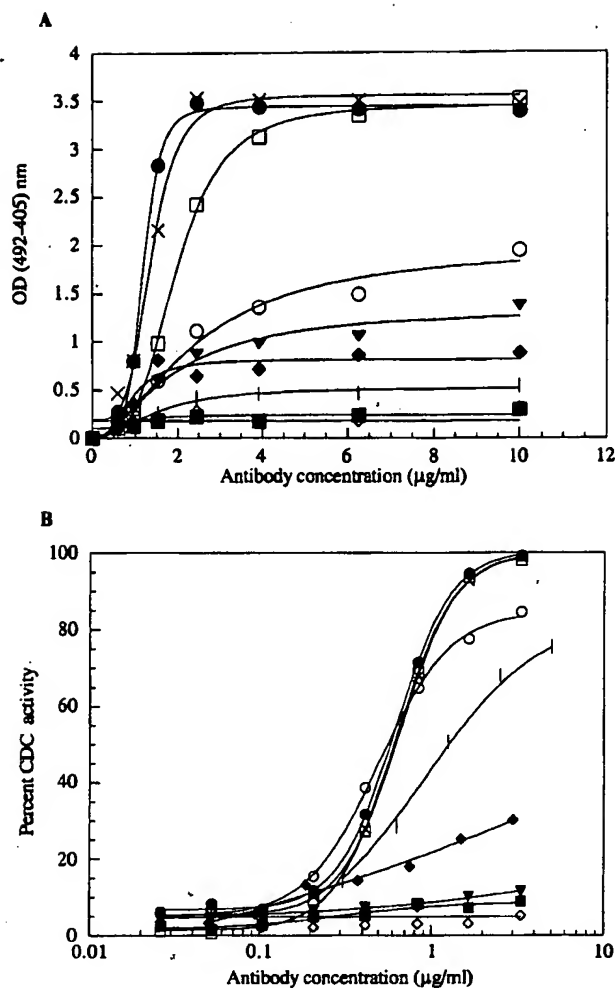 A
OD (492-405) nm
4
3.5
3
2.5
2
1.5
1
0.5
0
0 2 4 6 8 10 12
Antibody concentration (µg/ml)
B
Percent CDC activity
100
80
60
40
20
0
0.01 0.1 1 10
Antibody concentration (µg/ml)